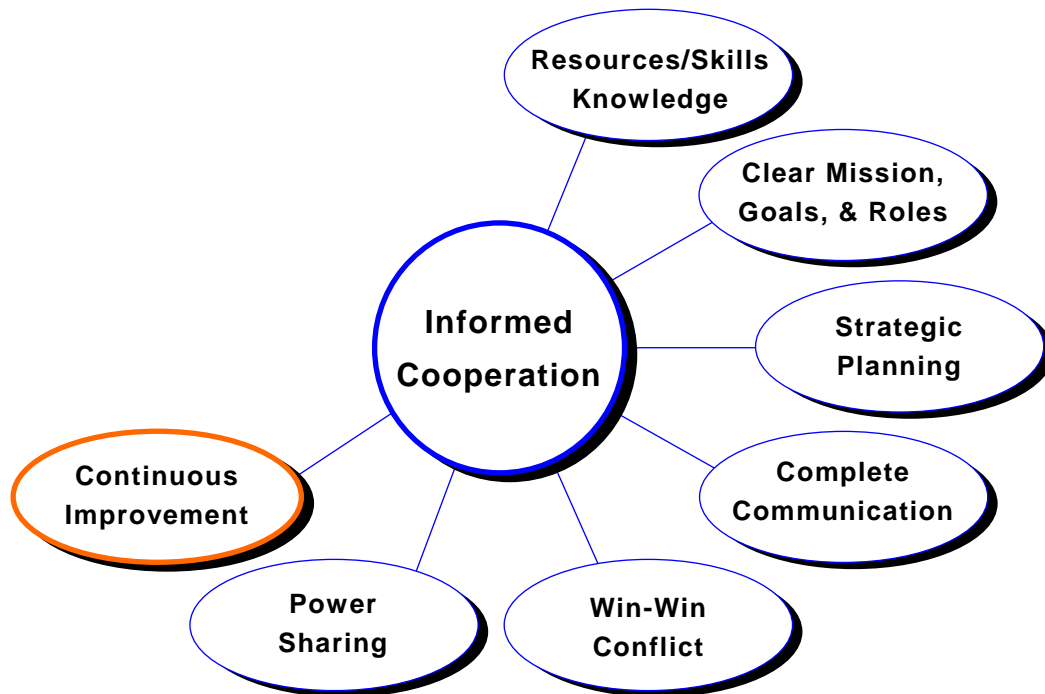 Resources/Skills
Knowledge
Clear Mission,
Goals, & Roles
Informed
Cooperation
Strategic
Planning
Continuous
Improvement
Complete
Communication
Power
Sharing
Win-Win
Conflict